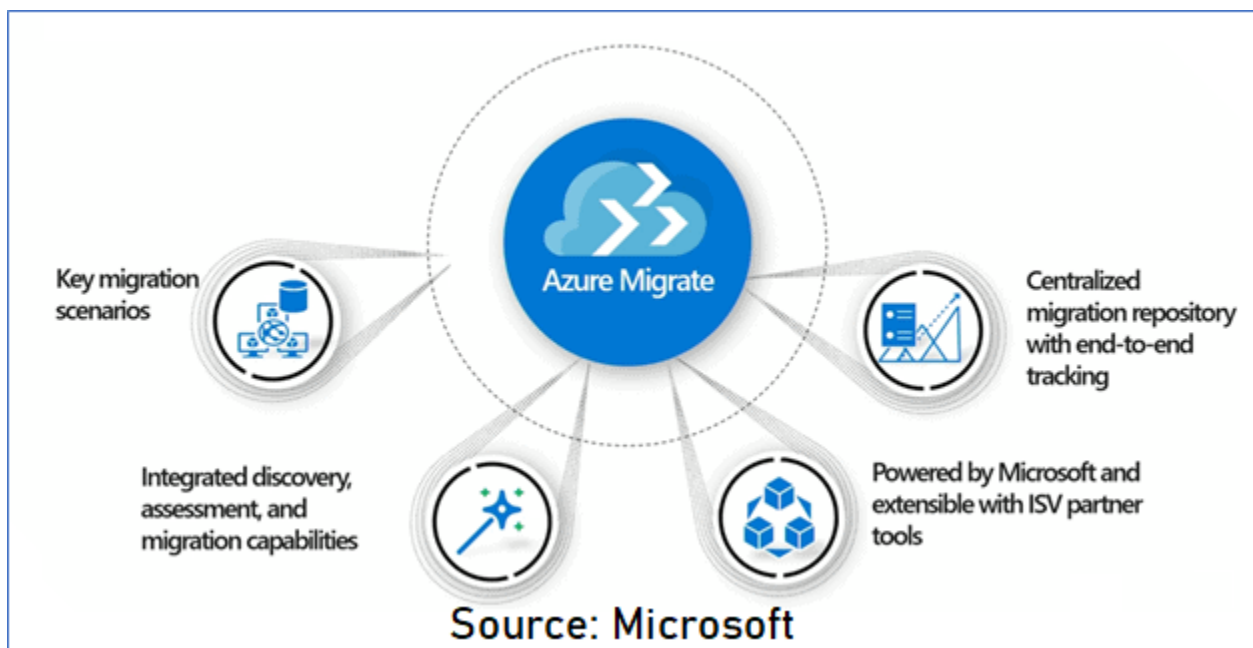 Azure Migrate
Key migration
scenarios
Integrated discovery,
assessment, and
migration capabilities
Powered by Microsoft and
extensible with ISV partner
tools
Centralized
migration repository
with end-to-end
tracking
Source: Microsoft